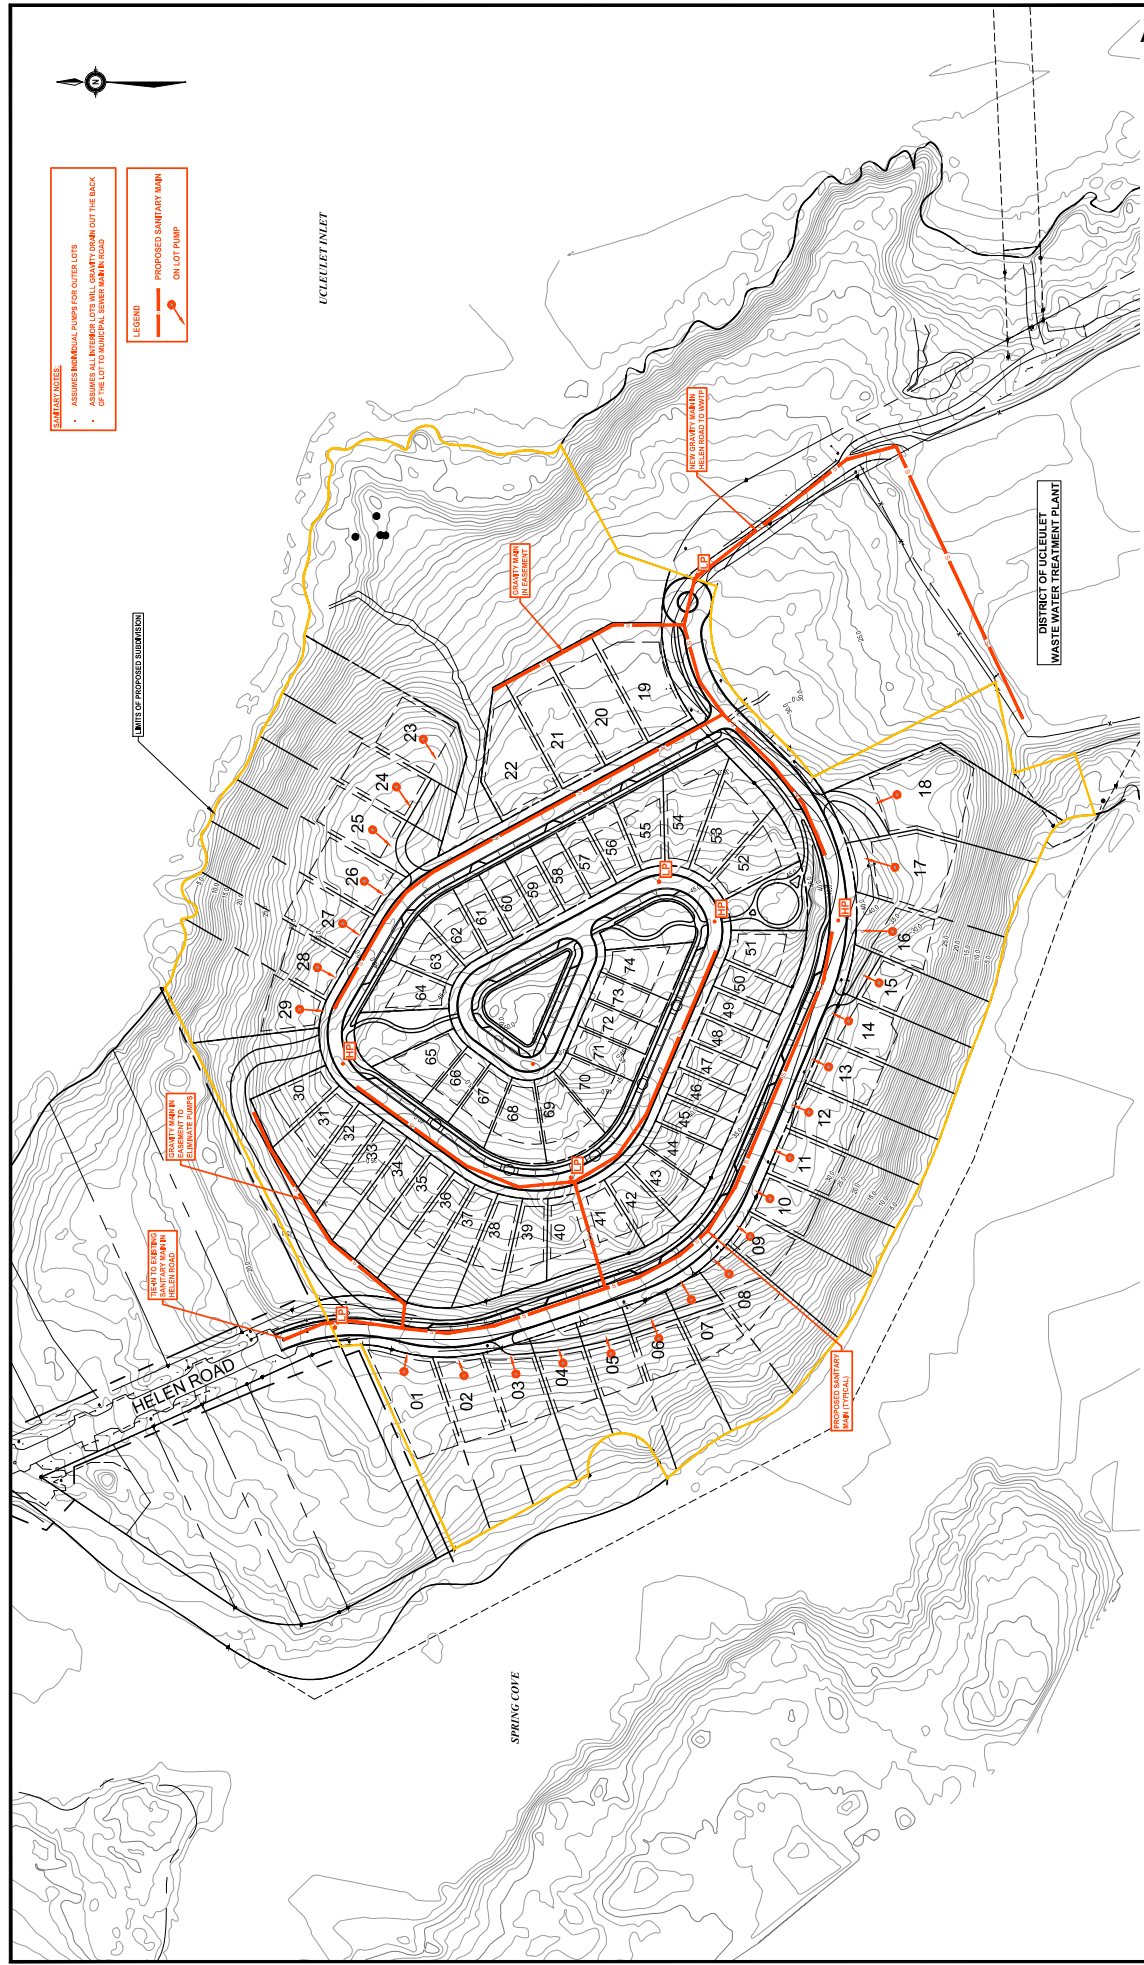 SANITARY NOTES:
• ASSUMES INDIVIDUAL PUMPS FOR OUTER LOTS
• ASSUMES ALL INTERIOR LOTS WILL GRAVITY DRAIN OUT THE BACK
OF THE LOT TO MUNICIPAL SEWER MAIN IN ROAD
LEGEND
PROPOSED SANITARY MAIN
ON LOT PUMP
N
UCLEULET INLET
LIMITS OF PROPOSED SUBDIVISION
NEW GRAVITY MAIN IN
HELEN ROAD TO WWTP
GRAVITY MAIN
IN EASEMENT
GRAVITY MAIN IN
EASEMENT TO
ELIMINATE PUMPS
TIE-IN TO EXISTING
SANITARY MAIN IN
HELEN ROAD
HELEN ROAD
PROPOSED SANITARY
MAIN (TYPICAL)
DISTRICT OF UCLEULET
WASTE WATER TREATMENT PLANT
SPRING COVE
01
02
03
04
05
06
07
08
09
10
11
12
13
14
15
16
17
18
19
20
21
22
23
24
25
26
27
28
29
30
31
32
33
34
35
36
37
38
39
40
41
42
43
44
45
46
47
48
49
50
51
52
53
54
55
56
57
58
59
60
61
62
63
64
65
66
67
68
69
70
71
72
73
74
LP
LP
LP
LP
HP
HP
HP